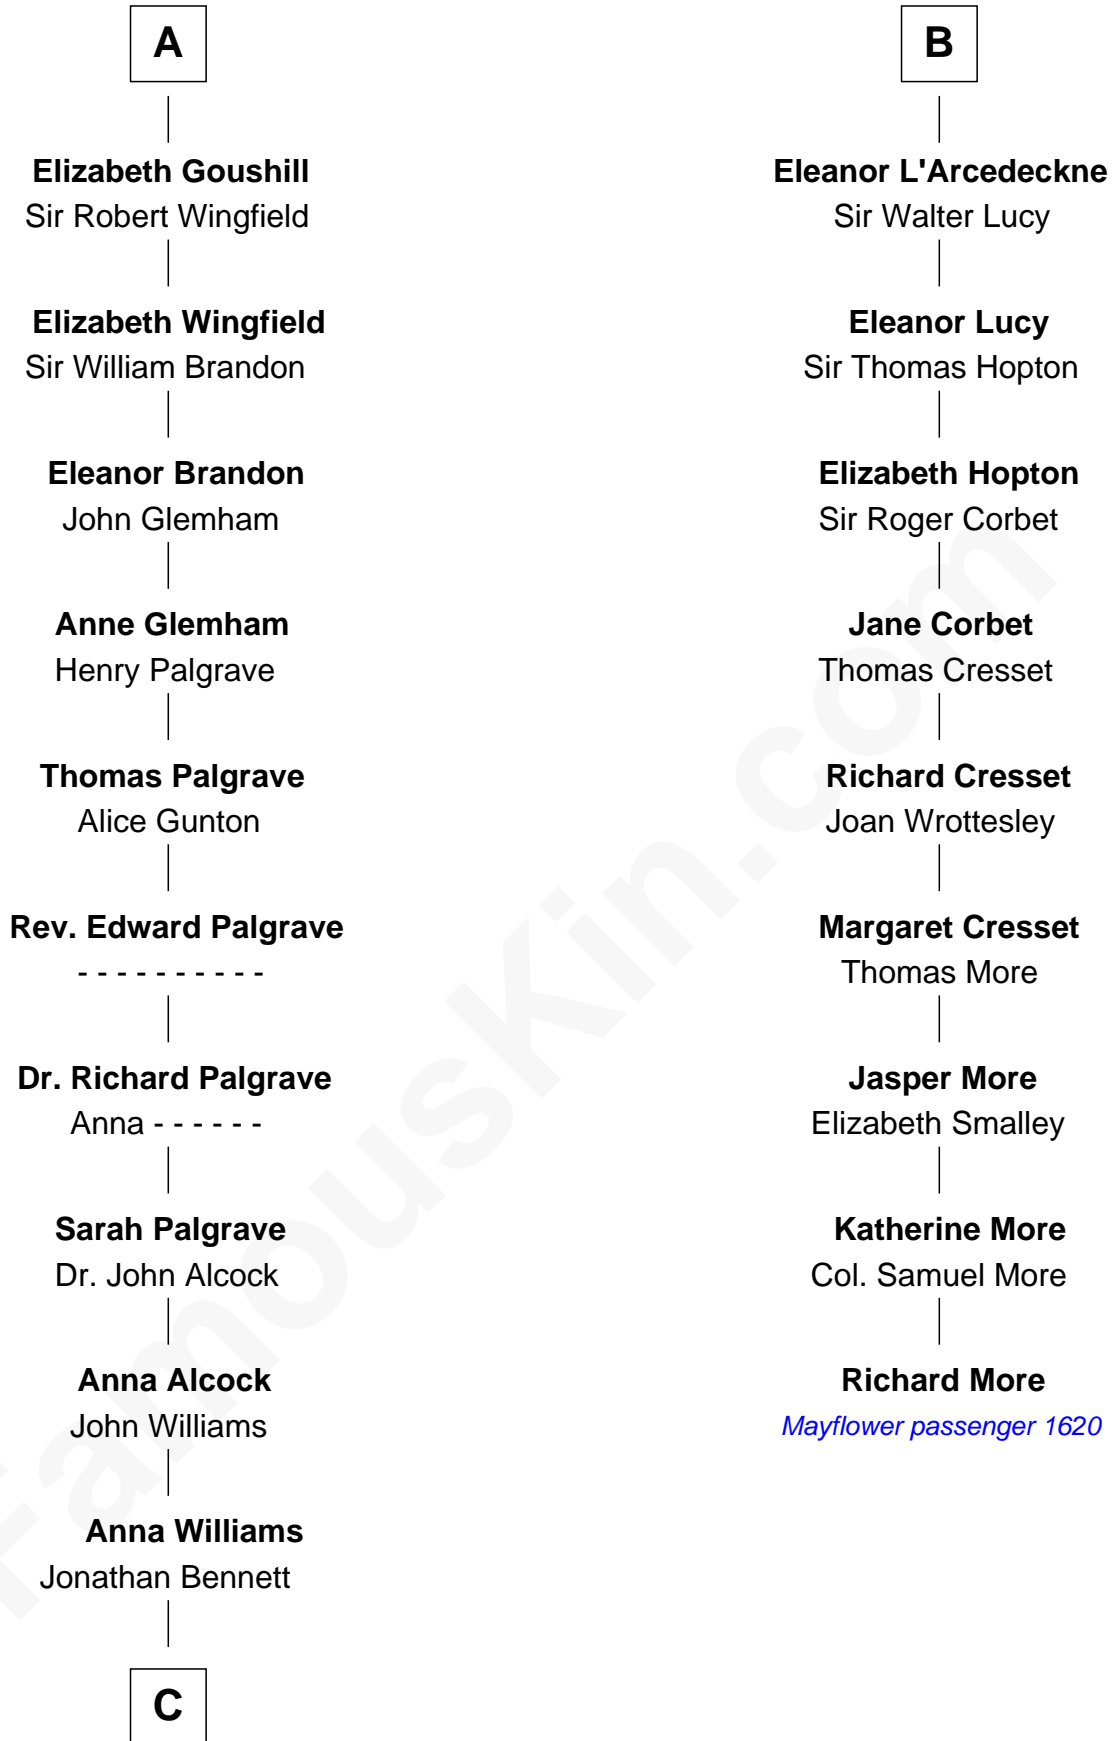 A
Elizabeth Goushill
Sir Robert Wingfield
Elizabeth Wingfield
Sir William Brandon
Eleanor Brandon
John Glemham
Anne Glemham
Henry Palgrave
Thomas Palgrave
Alice Gunton
Rev. Edward Palgrave
- - - - - - - - - -
Dr. Richard Palgrave
Anna - - - - - -
Sarah Palgrave
Dr. John Alcock
Anna Alcock
John Williams
Anna Williams
Jonathan Bennett
C
B
Eleanor L'Arcedeckne
Sir Walter Lucy
Eleanor Lucy
Sir Thomas Hopton
Elizabeth Hopton
Sir Roger Corbet
Jane Corbet
Thomas Cresset
Richard Cresset
Joan Wrottesley
Margaret Cresset
Thomas More
Jasper More
Elizabeth Smalley
Katherine More
Col. Samuel More
Richard More
Mayflower passenger 1620
FamousKin.com